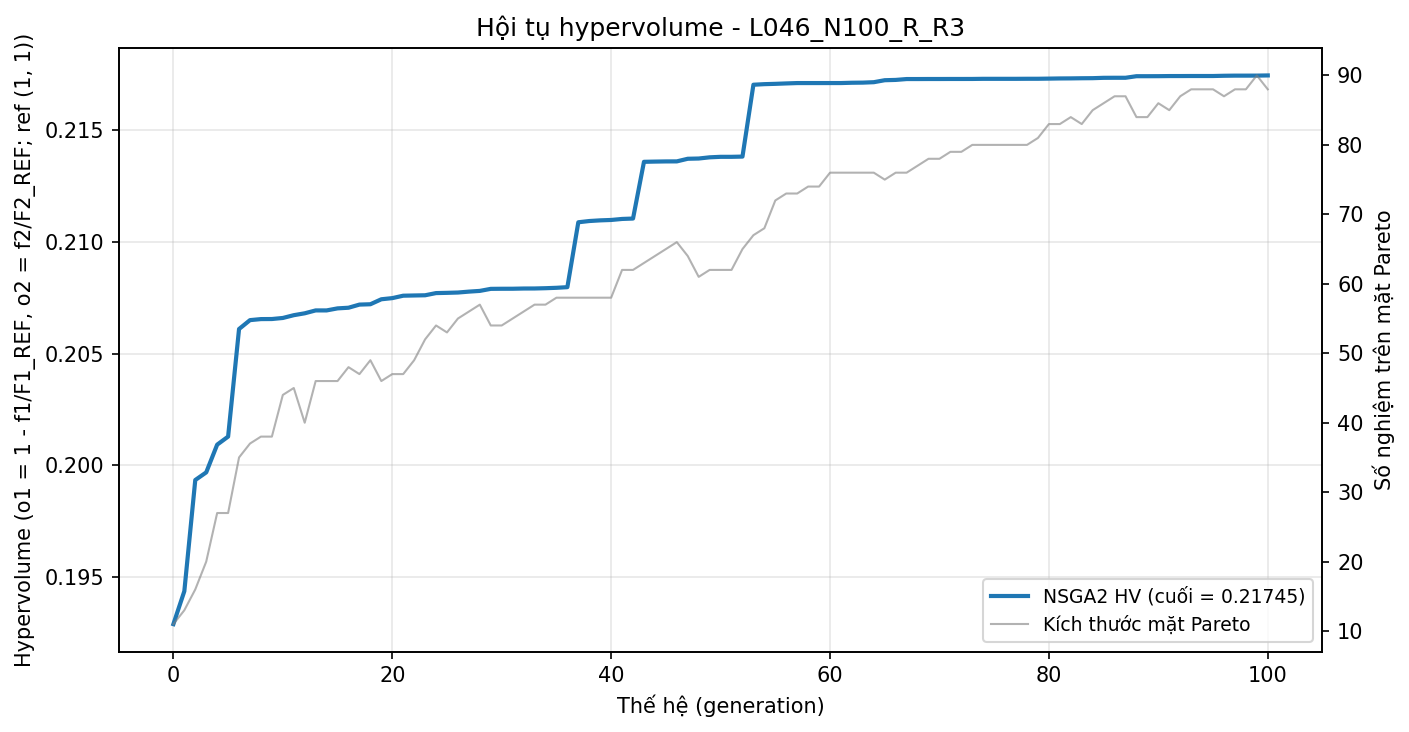 Hội tụ hypervolume - L046_N100_R_R3
Hypervolume (o1 = 1 - f1/F1_REF, o2 = f2/F2_REF; ref (1, 1))
0.215
0.210
0.205
0.200
0.195
90
80
70
60
50
40
30
20
10
Số nghiệm trên mặt Pareto
NSGA2 HV (cuối = 0.21745)
Kích thước mặt Pareto
0 20 40 60 80 100
Thế hệ (generation)